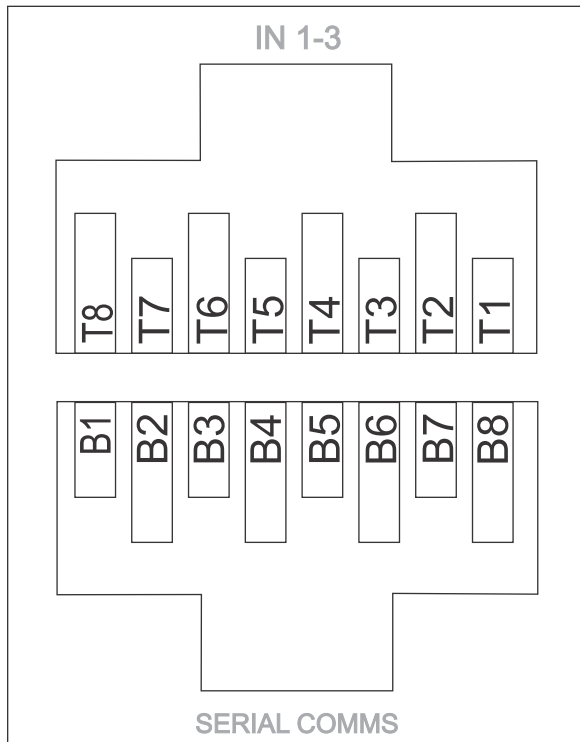 IN 1-3
T8 T7 T6 T5 T4 T3 T2 T1
B1 B2 B3 B4 B5 B6 B7 B8
SERIAL COMMS